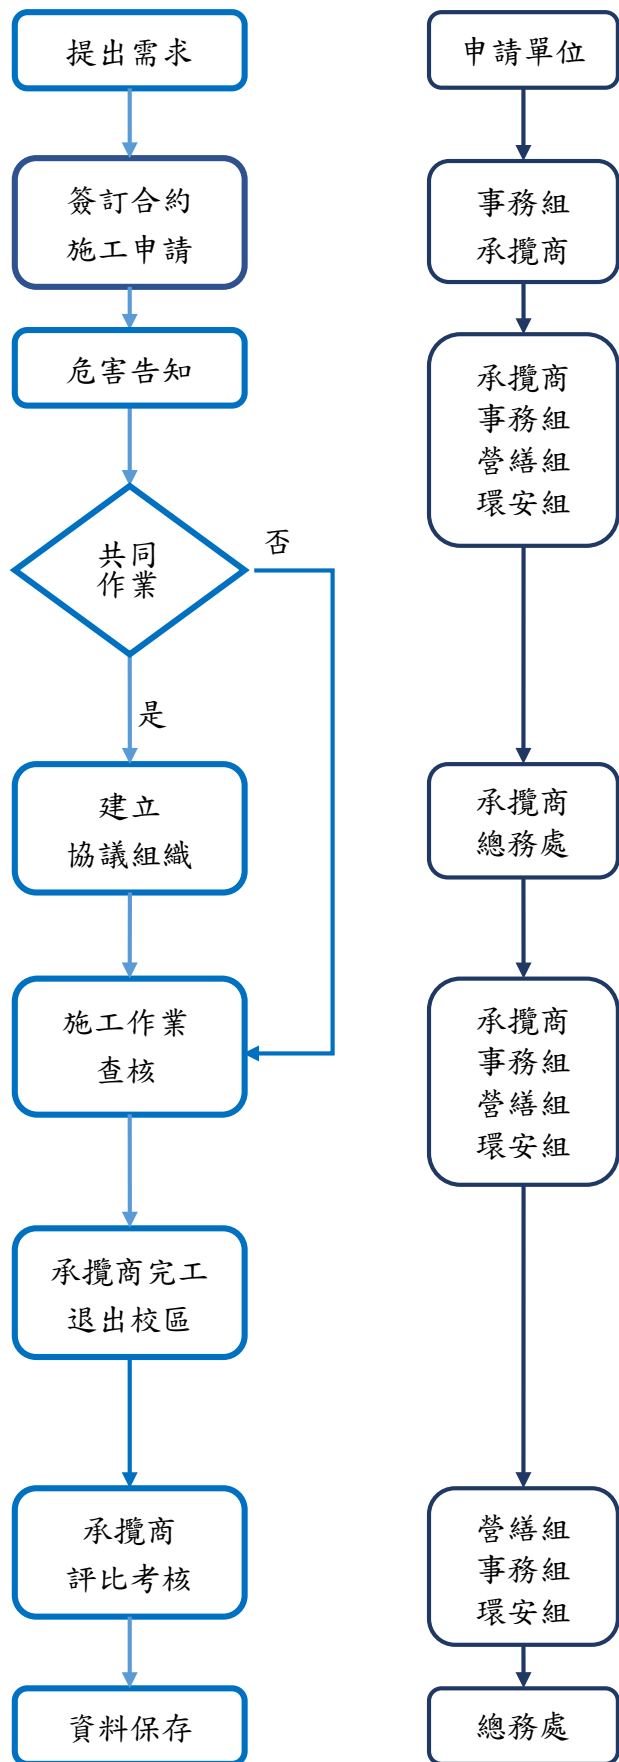 提出需求
申請單位
簽訂合約
施工申請
事務組
承攬商
危害告知
承攬商
事務組
營繕組
環安組
共同
作業
否
是
建立
協議組織
承攬商
總務處
施工作業
查核
承攬商
事務組
營繕組
環安組
承攬商完工
退出校區
承攬商
評比考核
營繕組
事務組
環安組
資料保存
總務處